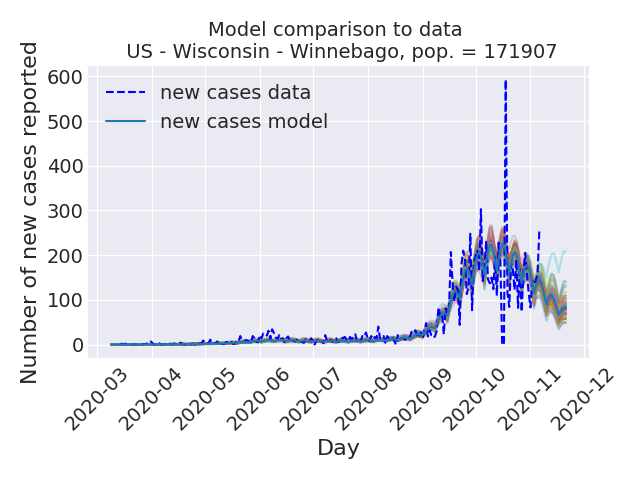 Model comparison to data
US - Wisconsin - Winnebago, pop. = 171907
Number of new cases reported
600
500
400
300
200
100
0
new cases data
new cases model
2020-03
2020-04
2020-05
2020-06
2020-07
2020-08
2020-09
2020-10
2020-11
2020-12
Day